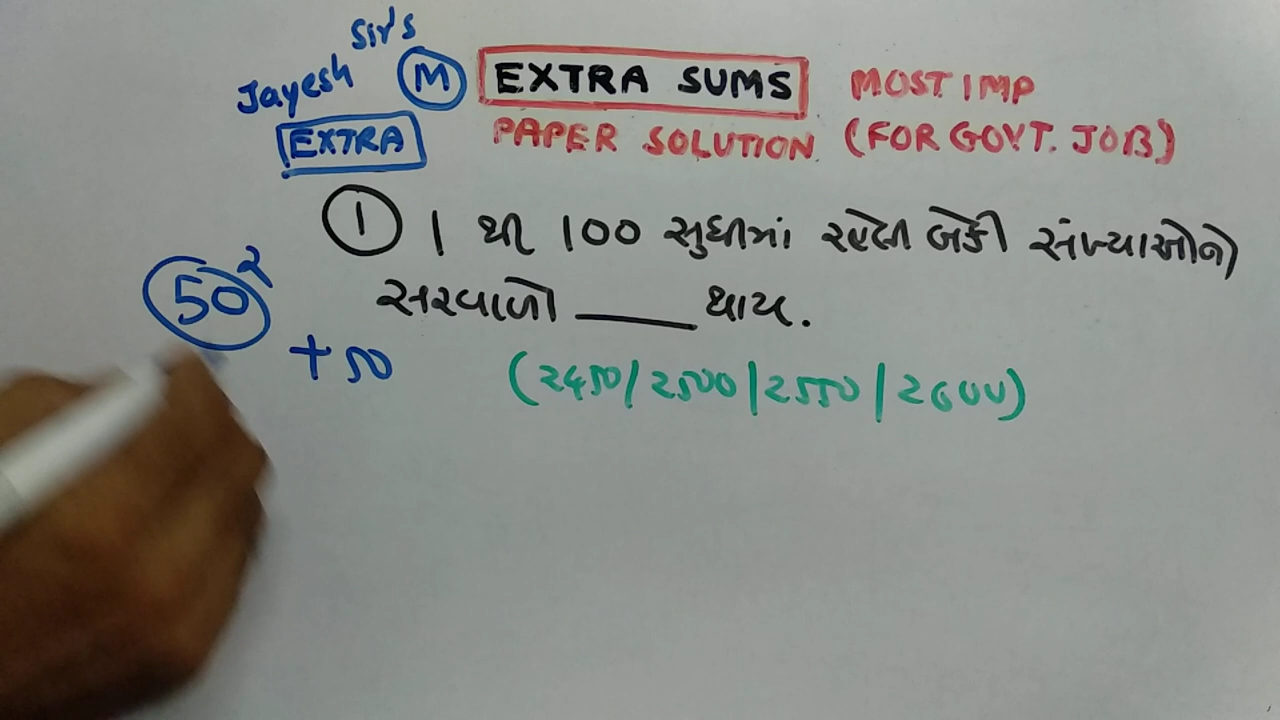 Jayesh Sir's M EXTRA SUMS MOST IMP
EXTRA PAPER SOLUTION (FOR GOVT. JOB)
① 1 થી 100 સુધીમાં રહેલી બેકી સંખ્યાઓનો
સરવાળો ____ થાય.
50²
+ 50
(2450/2500/2550/2600)